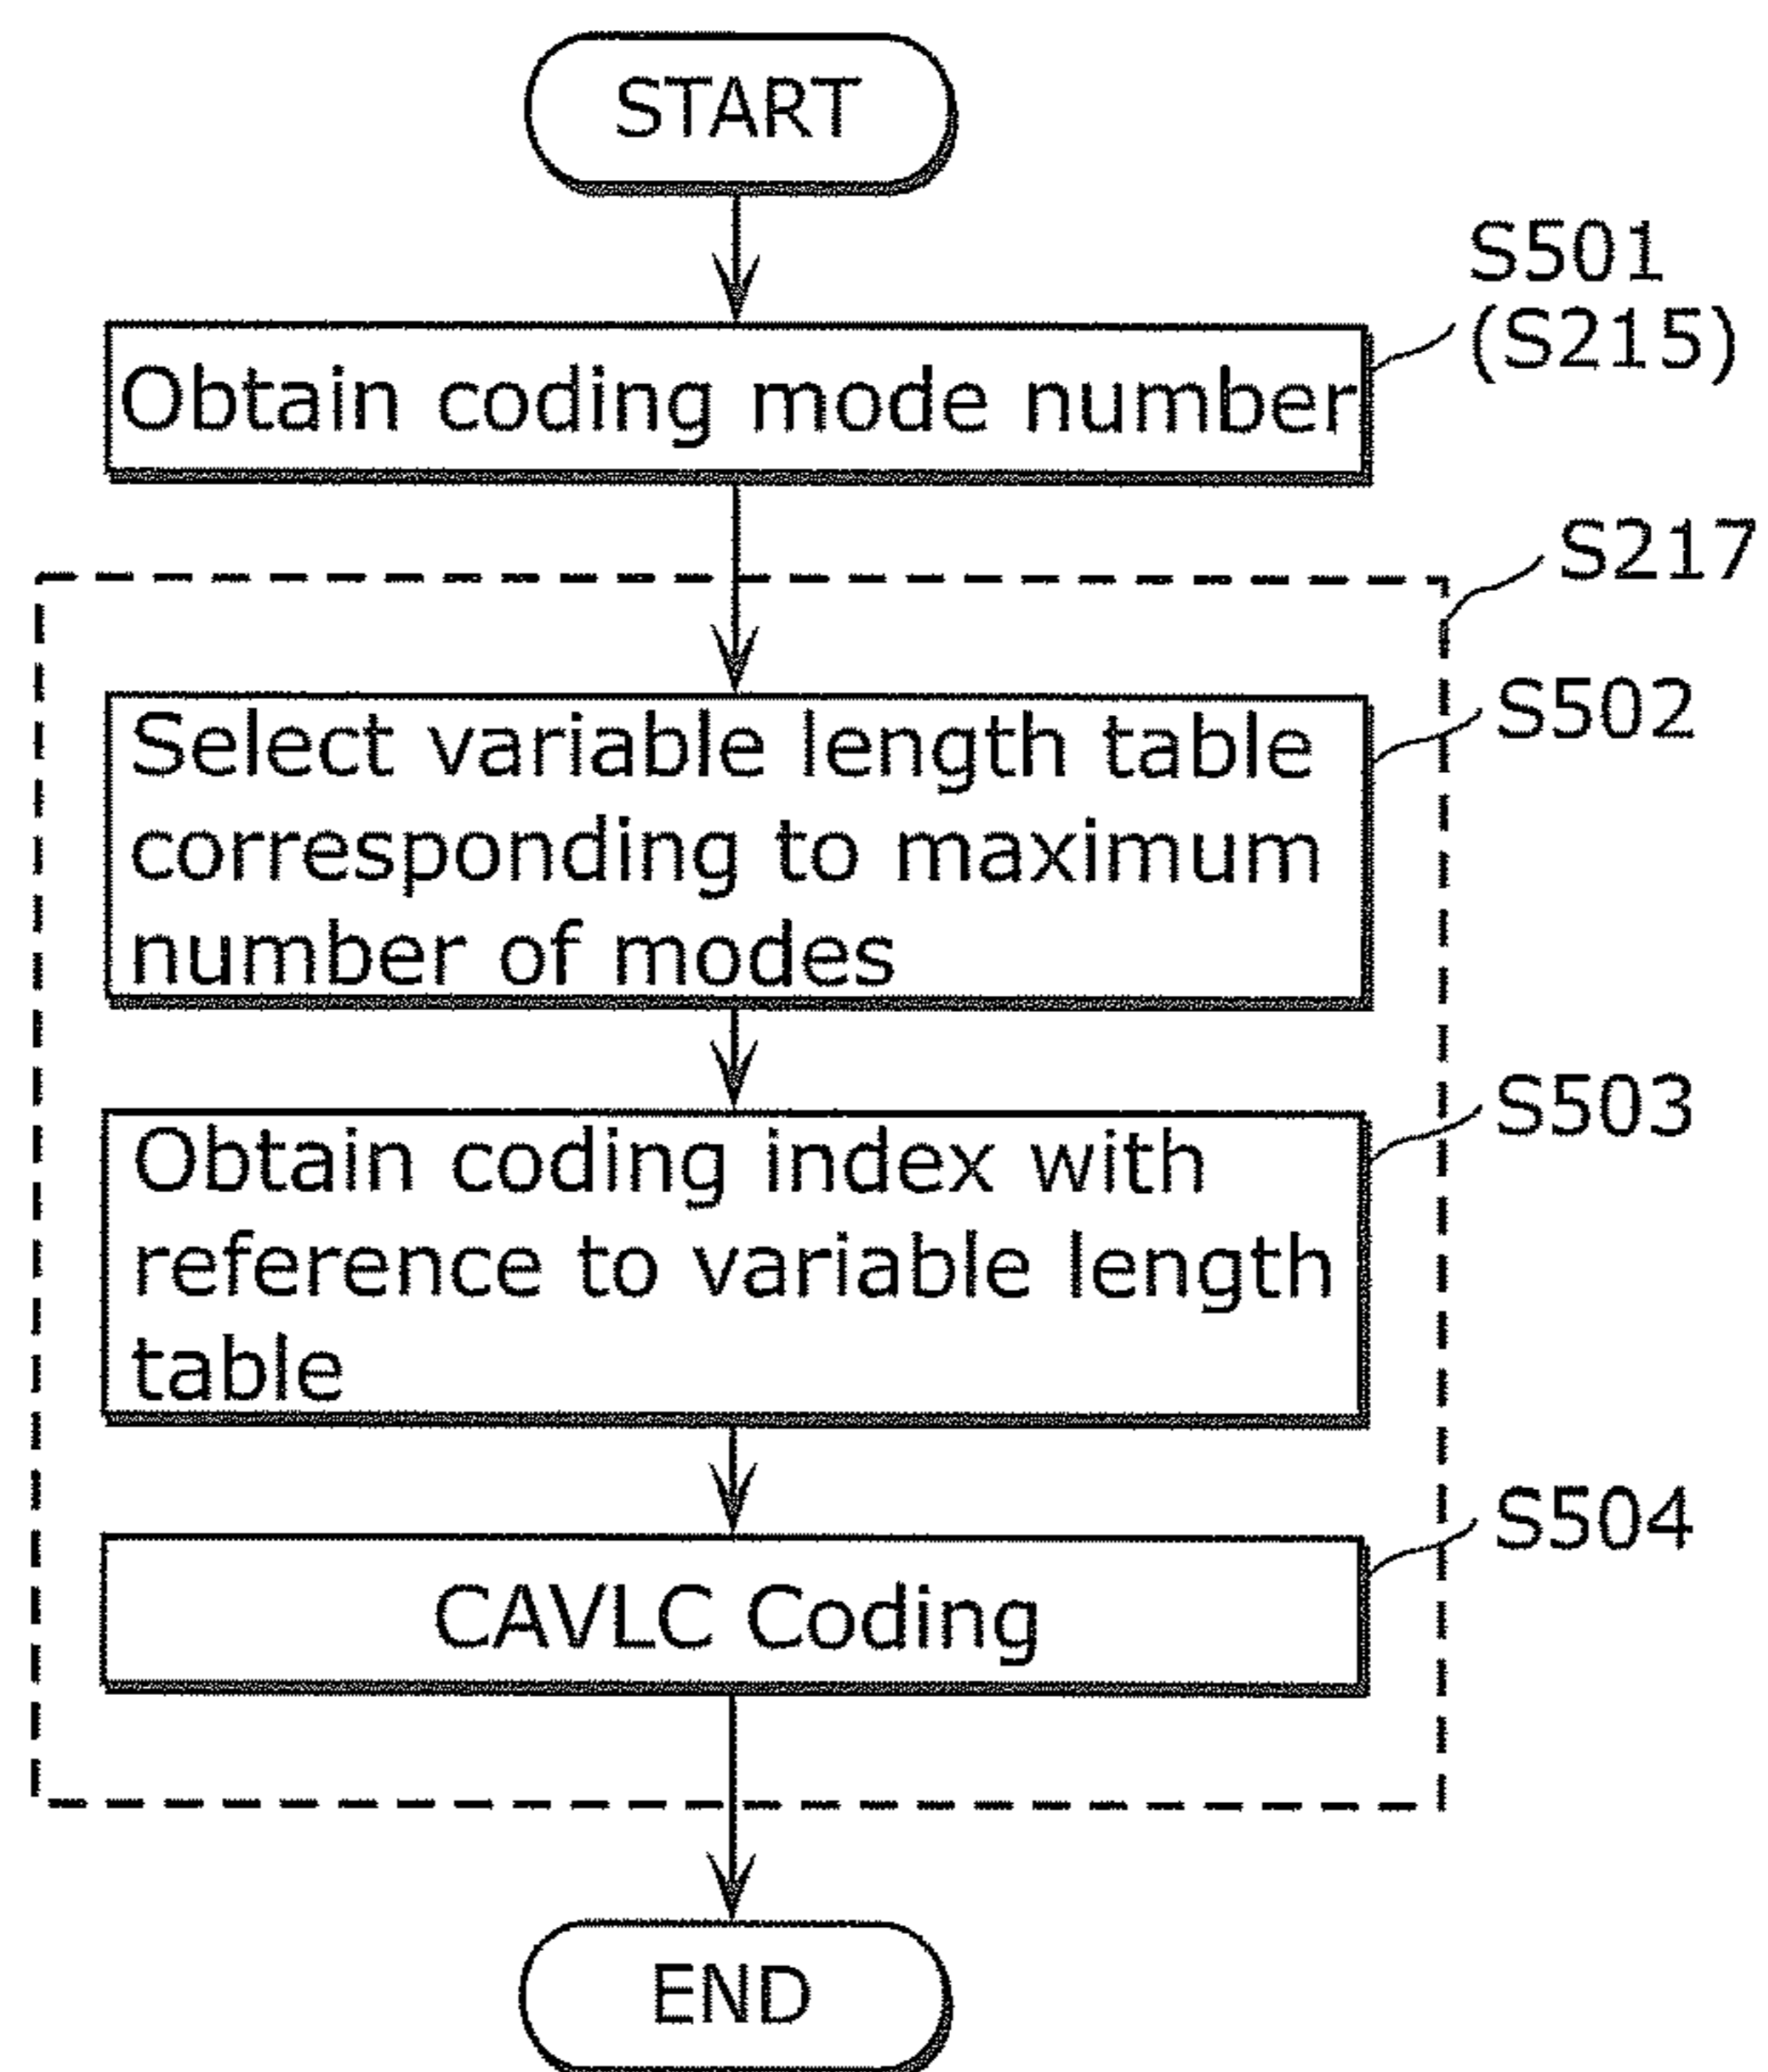 START
S501
(S215)
Obtain coding mode number
S217
S502
Select variable length table
corresponding to maximum
number of modes
S503
Obtain coding index with
reference to variable length
table
S504
CAVLC Coding
END